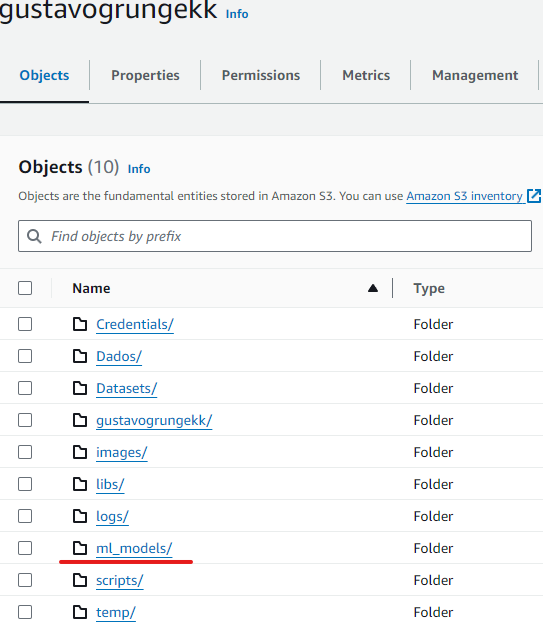 gustavogrungekk Info
Objects Properties Permissions Metrics Management
Objects (10) Info
Objects are the fundamental entities stored in Amazon S3. You can use Amazon S3 inventory
Find objects by prefix
Name Type
Credentials/ Folder
Dados/ Folder
Datasets/ Folder
gustavogrungekk/ Folder
images/ Folder
libs/ Folder
logs/ Folder
ml_models/ Folder
scripts/ Folder
temp/ Folder